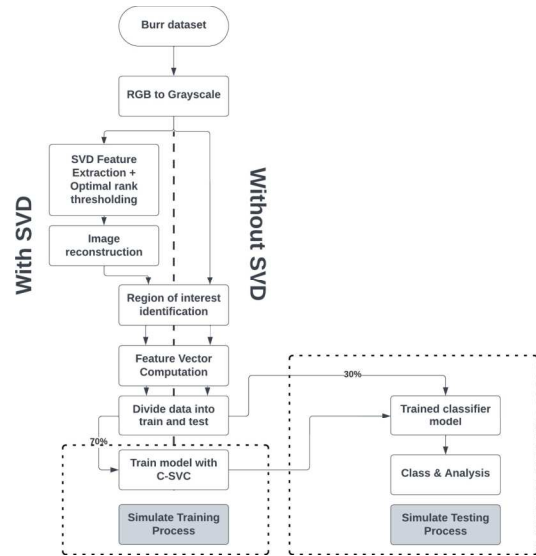 Burr dataset
RGB to Grayscale
With SVD
Without SVD
SVD Feature
Extraction +
Optimal rank
thresholding
Image
reconstruction
Region of interest
identification
Feature Vector
Computation
30%
Divide data into
train and test
Trained classifier
model
70%
Train model with
C-SVC
Class & Analysis
Simulate Training
Process
Simulate Testing
Process